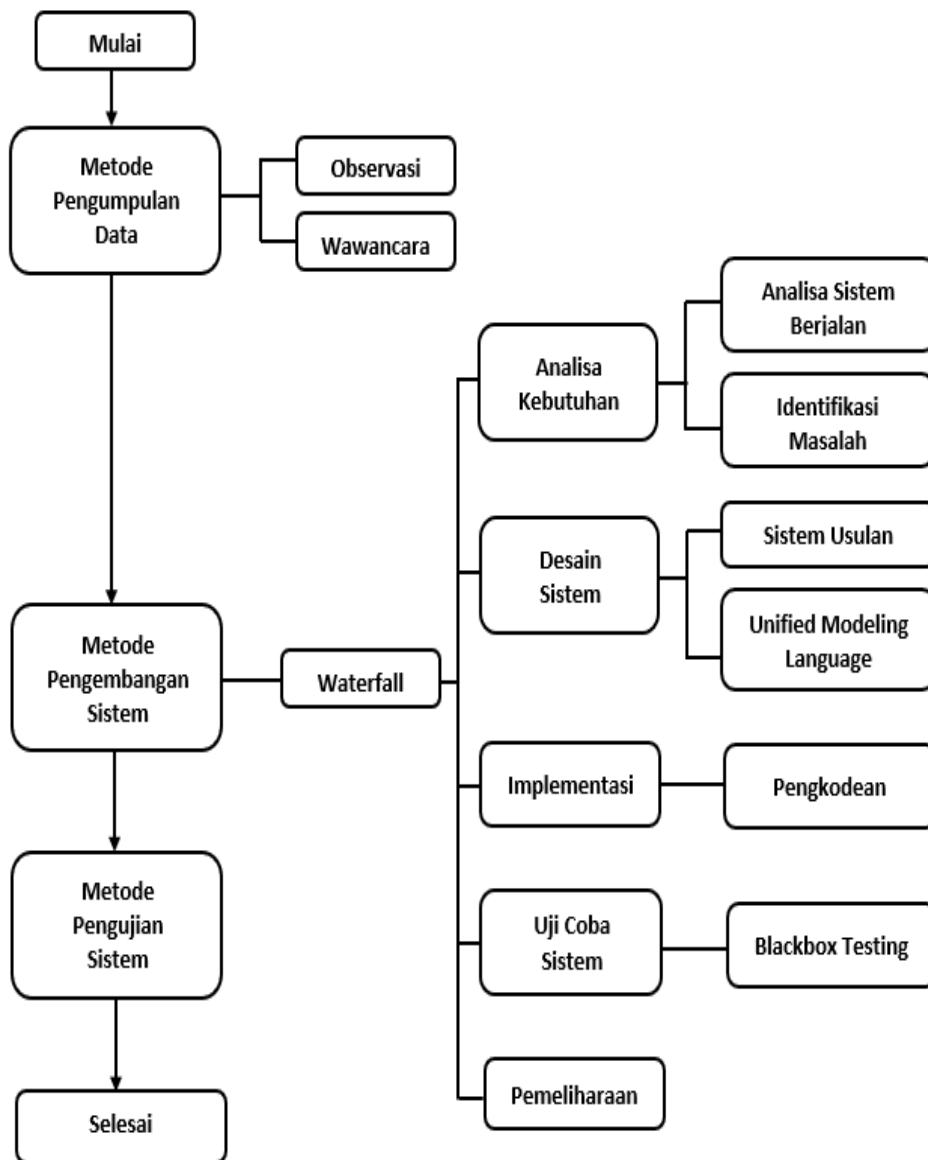 Mulai
Metode
Pengumpulan
Data
Observasi
Wawancara
Metode
Pengembangan
Sistem
Waterfall
Analisa
Kebutuhan
Analisa Sistem
Berjalan
Identifikasi
Masalah
Desain
Sistem
Sistem Usulan
Unified Modeling
Language
Implementasi
Pengkodean
Uji Coba
Sistem
Blackbox Testing
Pemeliharaan
Metode
Pengujian
Sistem
Selesai